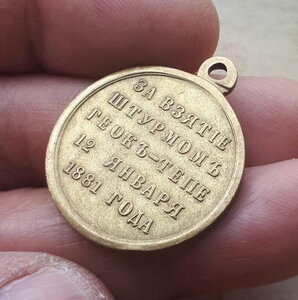 ЗА ВЗЯТІЕ
ШТУРМОМЪ
ГЕОКЪ-ТЕПЕ
12 ЯНВАРЯ
1881 ГОДА